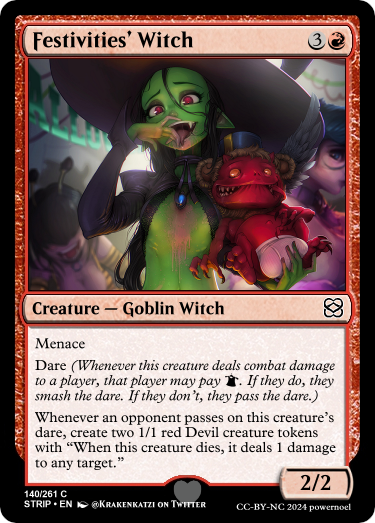 Festivities' Witch 3
Creature — Goblin Witch
Menace
Dare (Whenever this creature deals combat damage
to a player, that player may pay . If they do, they
smash the dare. If they don't, they pass the dare.)
Whenever an opponent passes on this creature's
dare, create two 1/1 red Devil creature tokens
with “When this creature dies, it deals 1 damage
to any target.”
2/2
140/261 C
STRIP • EN @Krakenkatzi on Twitter
CC-BY-NC 2024 powernoel